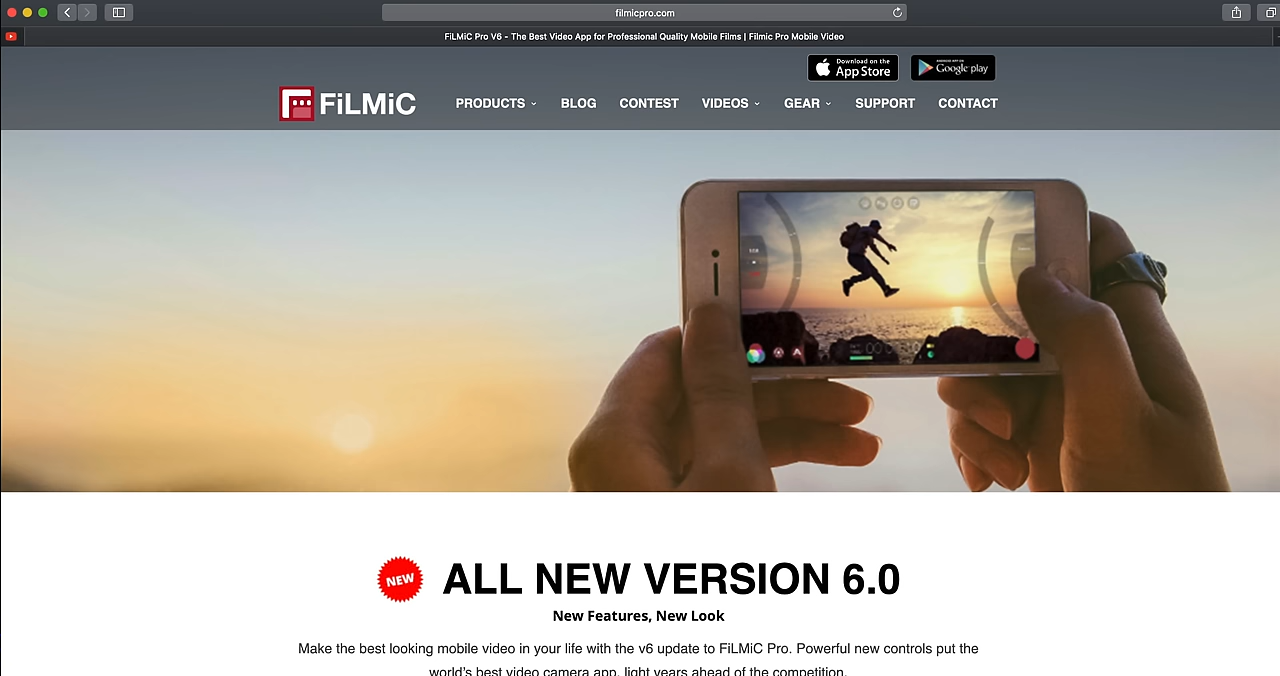 filmicpro.com
FiLMiC Pro V6 - The Best Video App for Professional Quality Mobile Films | Filmic Pro Mobile Video
Download on the
App Store
ANDROID APP ON
Google play
FiLMiC
PRODUCTS
BLOG
CONTEST
VIDEOS
GEAR
SUPPORT
CONTACT
NEW
ALL NEW VERSION 6.0
New Features, New Look
Make the best looking mobile video in your life with the v6 update to FiLMiC Pro. Powerful new controls put the
world's best video camera app, light years ahead of the competition.